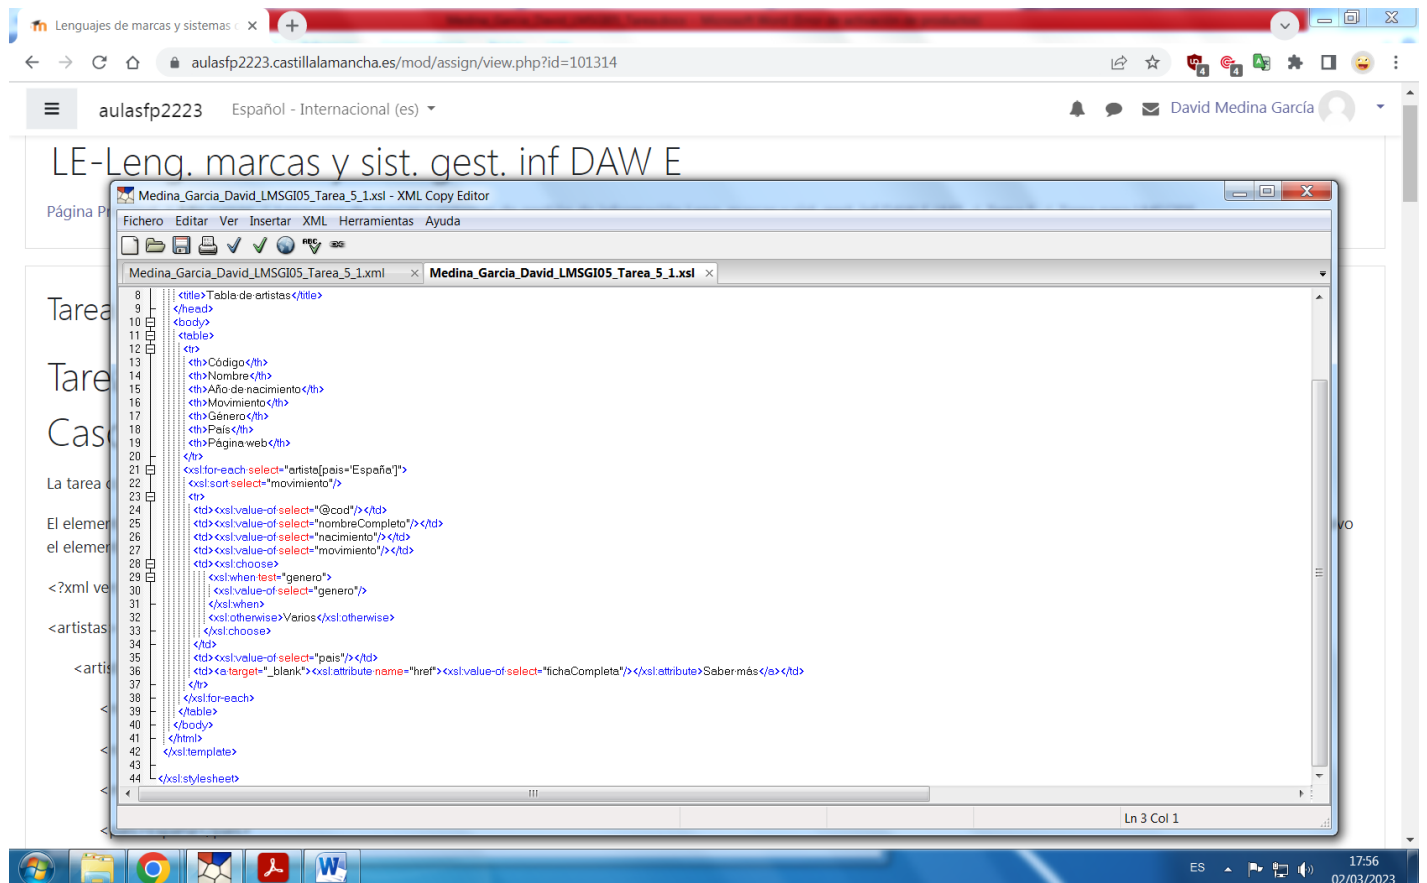 Lenguajes de marcas y sistemas
aulasfp2223.castillalamancha.es/mod/assign/view.php?id=101314
4
4
aulasfp2223
Español - Internacional (es)
David Medina García
LE-Leng. marcas y sist. gest. inf DAW E
Medina_Garcia_David_LMSGI05_Tarea_5_1.xsl - XML Copy Editor
Página Pr
Fichero Editar Ver Insertar XML Herramientas Ayuda
Medina_Garcia_David_LMSGI05_Tarea_5_1.xml
Medina_Garcia_David_LMSGI05_Tarea_5_1.xsl
8 <title>Tabla de artistas</title>
9 </head>
10 <body>
11 <table>
12 <tr>
13 <th>Código</th>
14 <th>Nombre</th>
15 <th>Año de nacimiento</th>
16 <th>Movimiento</th>
17 <th>Género</th>
18 <th>País</th>
19 <th>Página web</th>
20 </tr>
21 <xsl:for-each select="artista[pais='España']">
22 <xsl:sort select="movimiento"/>
23 <tr>
24 <td><xsl:value-of select="@cod"/></td>
25 <td><xsl:value-of select="nombreCompleto"/></td>
26 <td><xsl:value-of select="nacimiento"/></td>
27 <td><xsl:value-of select="movimiento"/></td>
28 <td><xsl:choose>
29 <xsl:when test="genero">
30 <xsl:value-of select="genero"/>
31 </xsl:when>
32 <xsl:otherwise>Varios</xsl:otherwise>
33 </xsl:choose>
34 </td>
35 <td><xsl:value-of select="pais"/></td>
36 <td><a target="_blank"><xsl:attribute name="href"><xsl:value-of select="fichaCompleta"/></xsl:attribute>Saber más</a></td>
37 </tr>
38 </xsl:for-each>
39 </table>
40 </body>
41 </html>
42 </xsl:template>
43
44 </xsl:stylesheet>
Tarea
Tare
Caso
La tarea
El elemen
vo
el elemen
<?xml ve
<artistas
<artis
Ln 3 Col 1
ES
17:56
02/03/2023